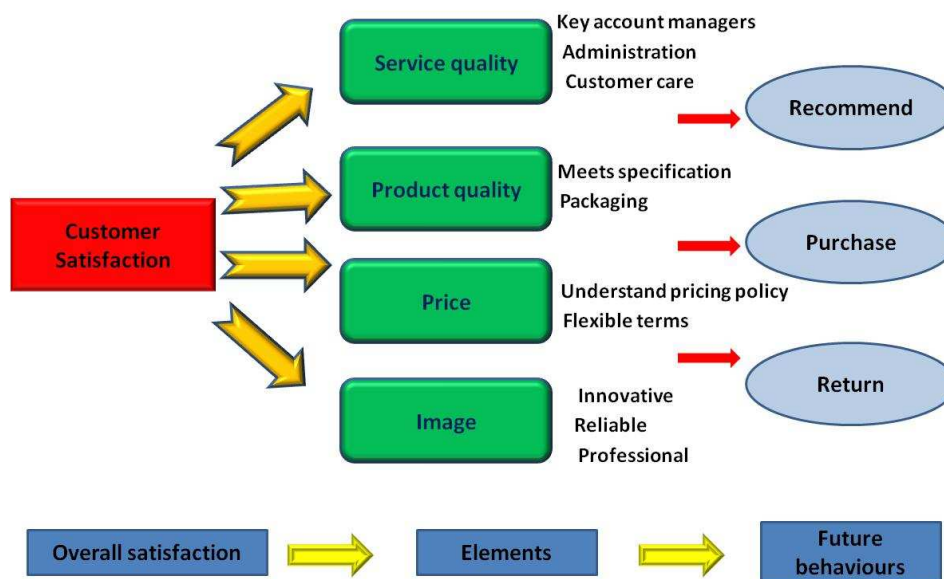 Key account managers
Service quality
Administration
Customer care
Recommend
Product quality
Meets specification
Packaging
Customer
Satisfaction
Purchase
Price
Understand pricing policy
Flexible terms
Return
Image
Innovative
Reliable
Professional
Overall satisfaction
Elements
Future
behaviours